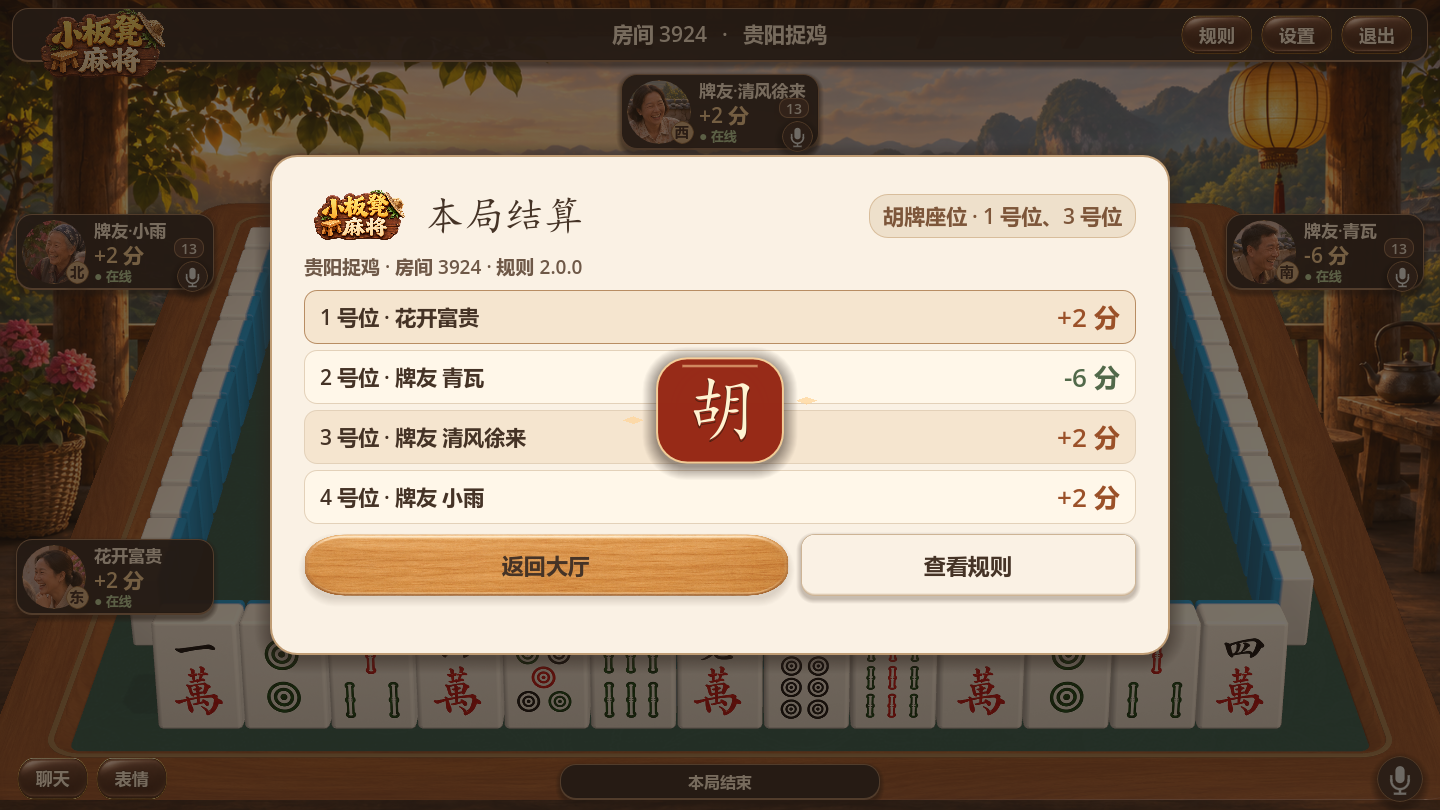 小板凳
麻将
房间 3924 · 贵阳捉鸡
规则
设置
退出
牌友·清风徐来
+2 分
13
西
• 在线
牌友·小雨
+2 分
13
北
• 在线
牌友·青瓦
-6 分
13
南
• 在线
小板凳
麻将
本局结算
胡牌座位 · 1 号位、3 号位
贵阳捉鸡 · 房间 3924 · 规则 2.0.0
1 号位 · 花开富贵
+2 分
2 号位 · 牌友 青瓦
-6 分
胡
3 号位 · 牌友 清风徐来
+2 分
4 号位 · 牌友 小雨
+2 分
返回大厅
查看规则
花开富贵
+2 分
东
• 在线
一萬
萬
萬
萬
四萬
聊天
表情
本局结束